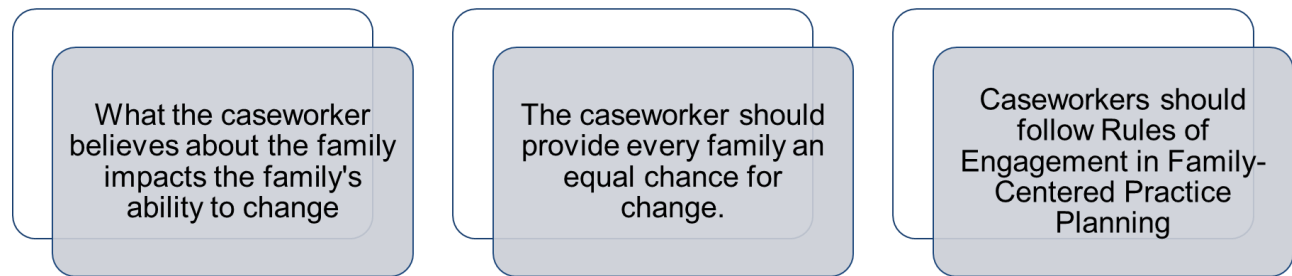 What the caseworker
believes about the family
impacts the family's
ability to change
The caseworker should
provide every family an
equal chance for
change.
Caseworkers should
follow Rules of
Engagement in Family-
Centered Practice
Planning